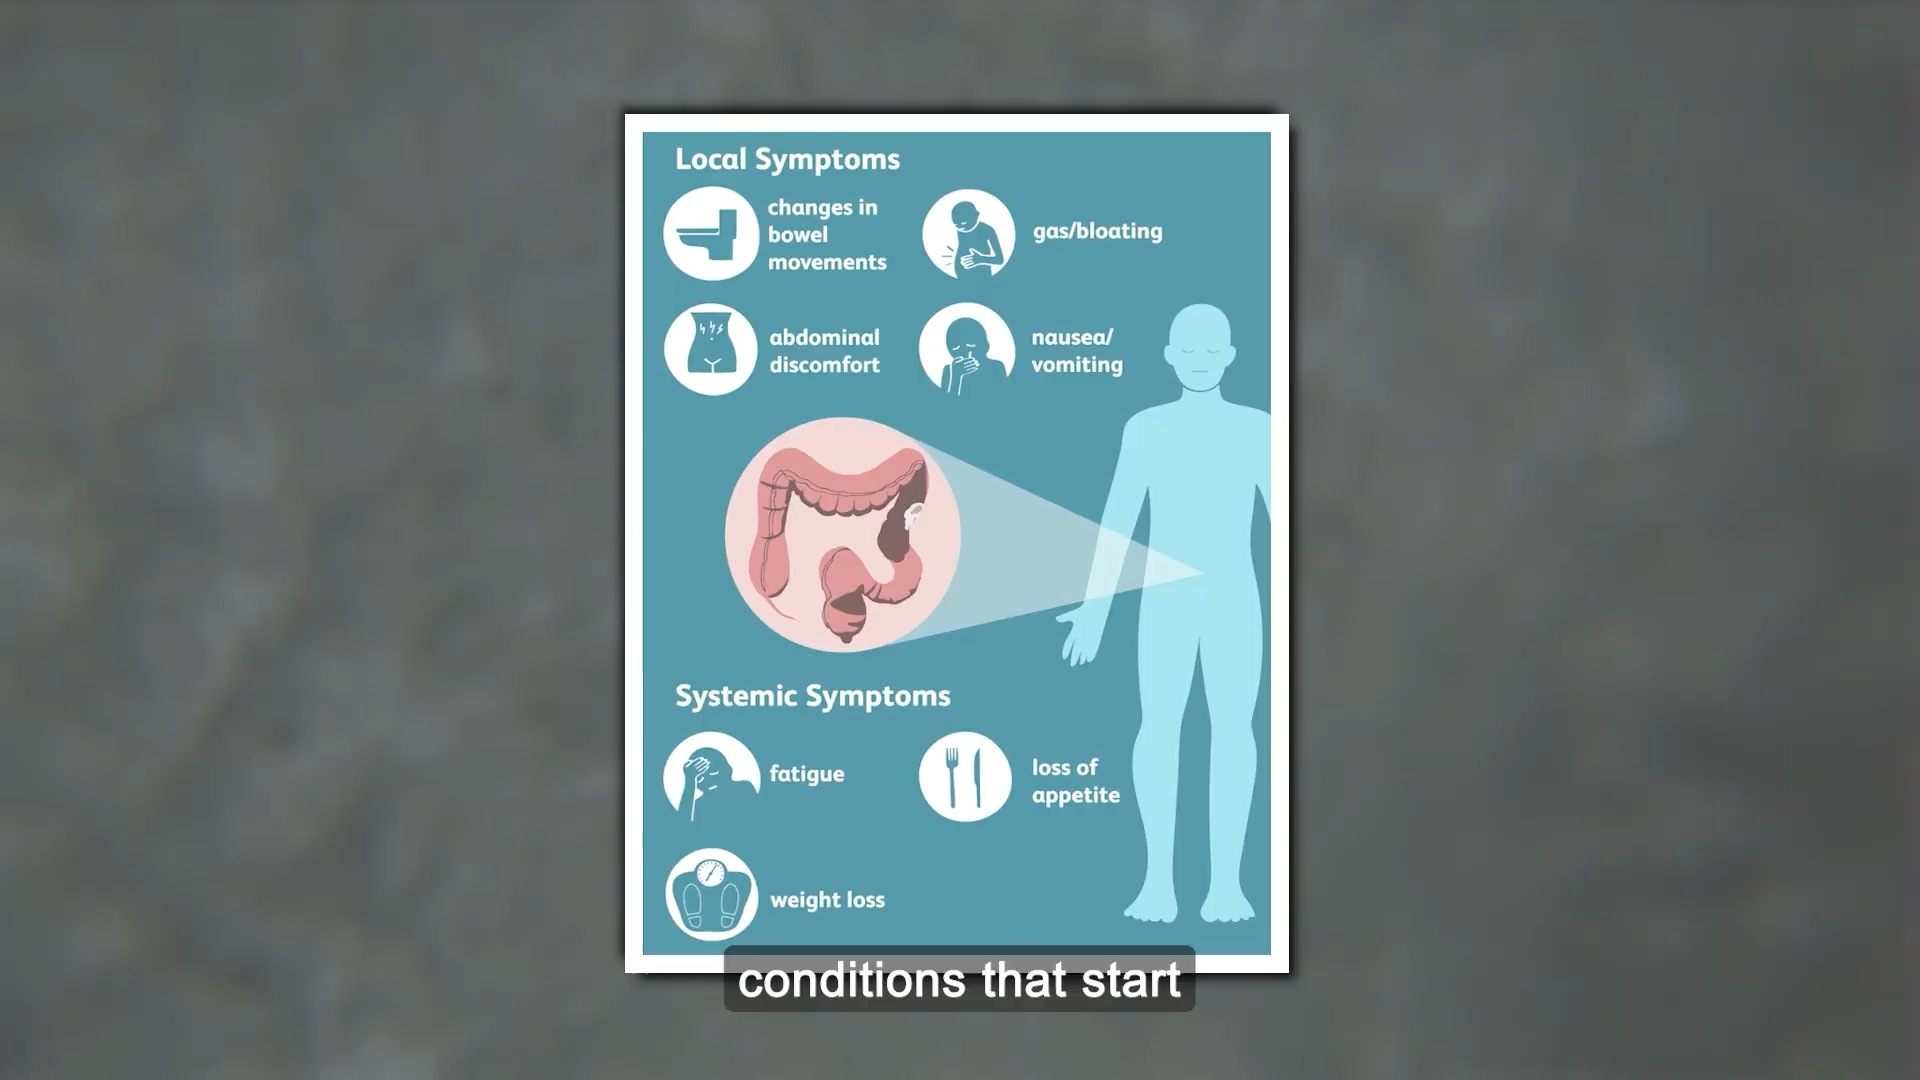 Local Symptoms
changes in
bowel
movements
gas/bloating
abdominal
discomfort
nausea/
vomiting
Systemic Symptoms
fatigue
loss of
appetite
weight loss
conditions that start